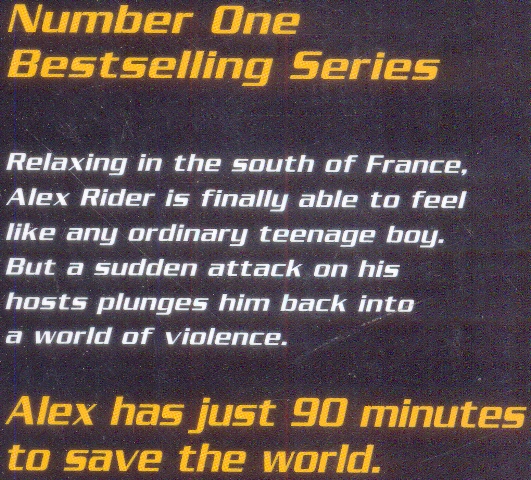 Number One
Bestselling Series
Relaxing in the south of France,
Alex Rider is finally able to feel
like any ordinary teenage boy.
But a sudden attack on his
hosts plunges him back into
a world of violence.
Alex has just 90 minutes
to save the world.